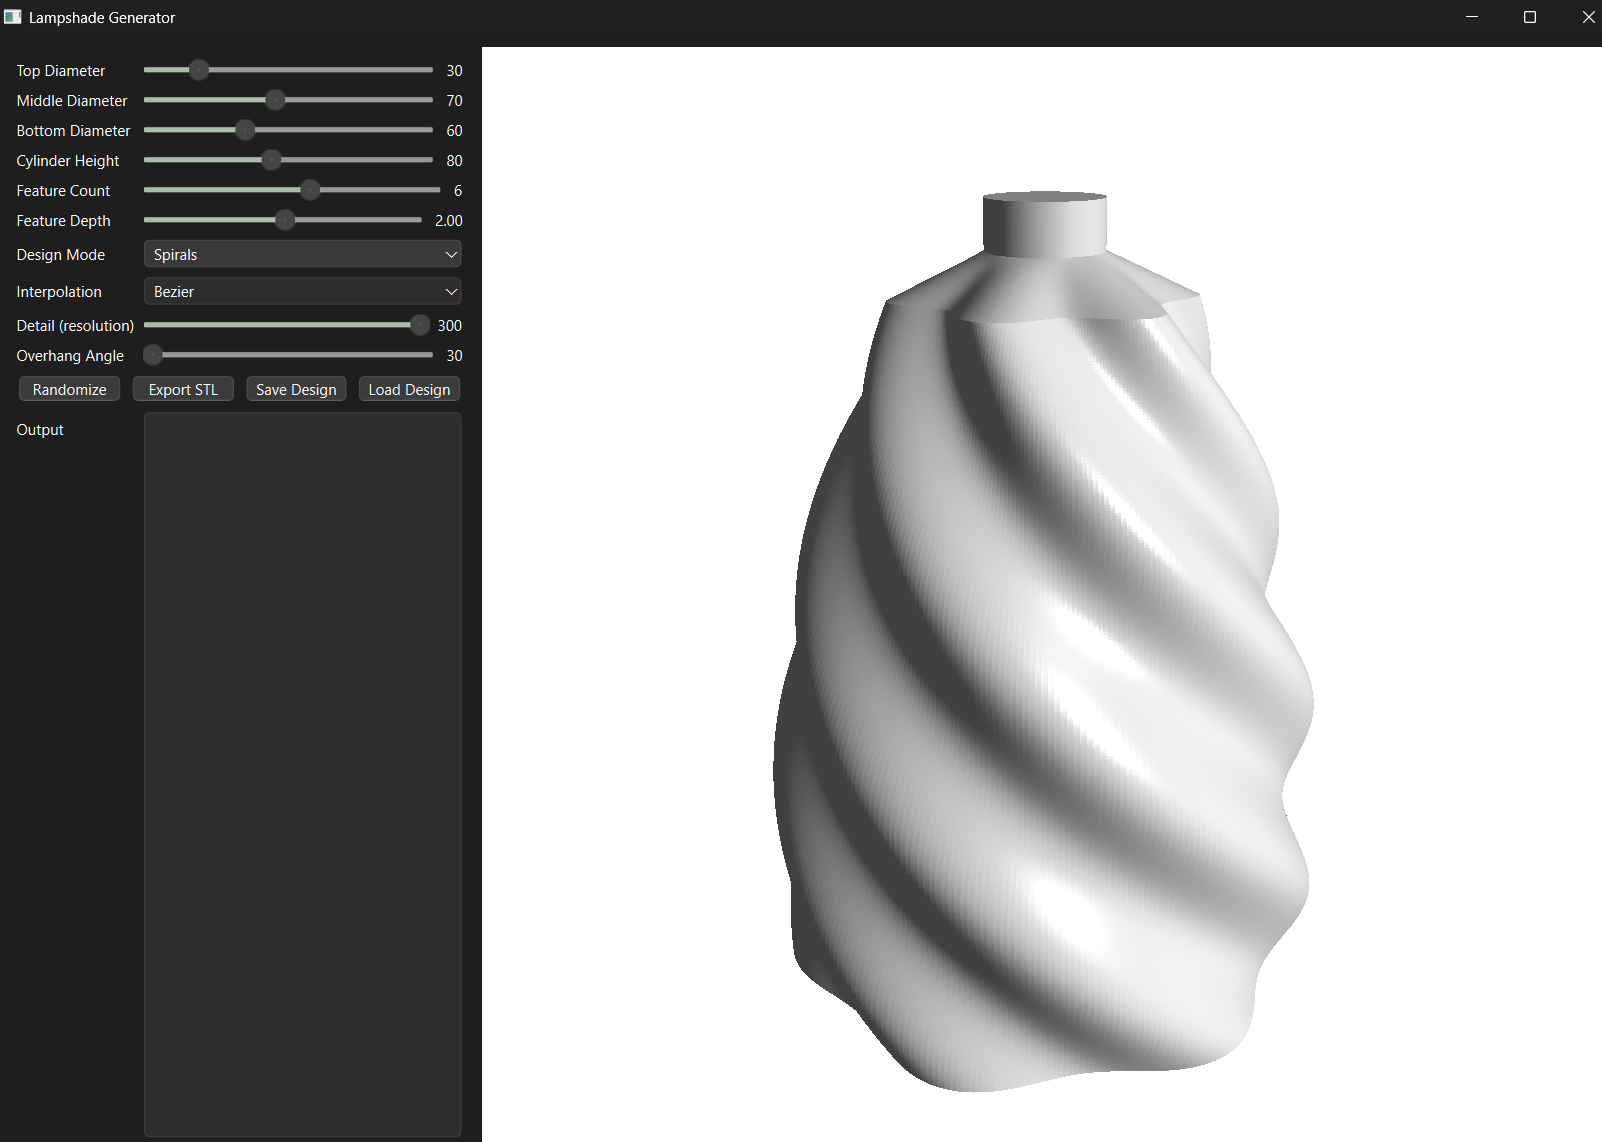 Lampshade Generator
Top Diameter 30
Middle Diameter 70
Bottom Diameter 60
Cylinder Height 80
Feature Count 6
Feature Depth 2.00
Design Mode Spirals
Interpolation Bezier
Detail (resolution) 300
Overhang Angle 30
Randomize Export STL Save Design Load Design
Output